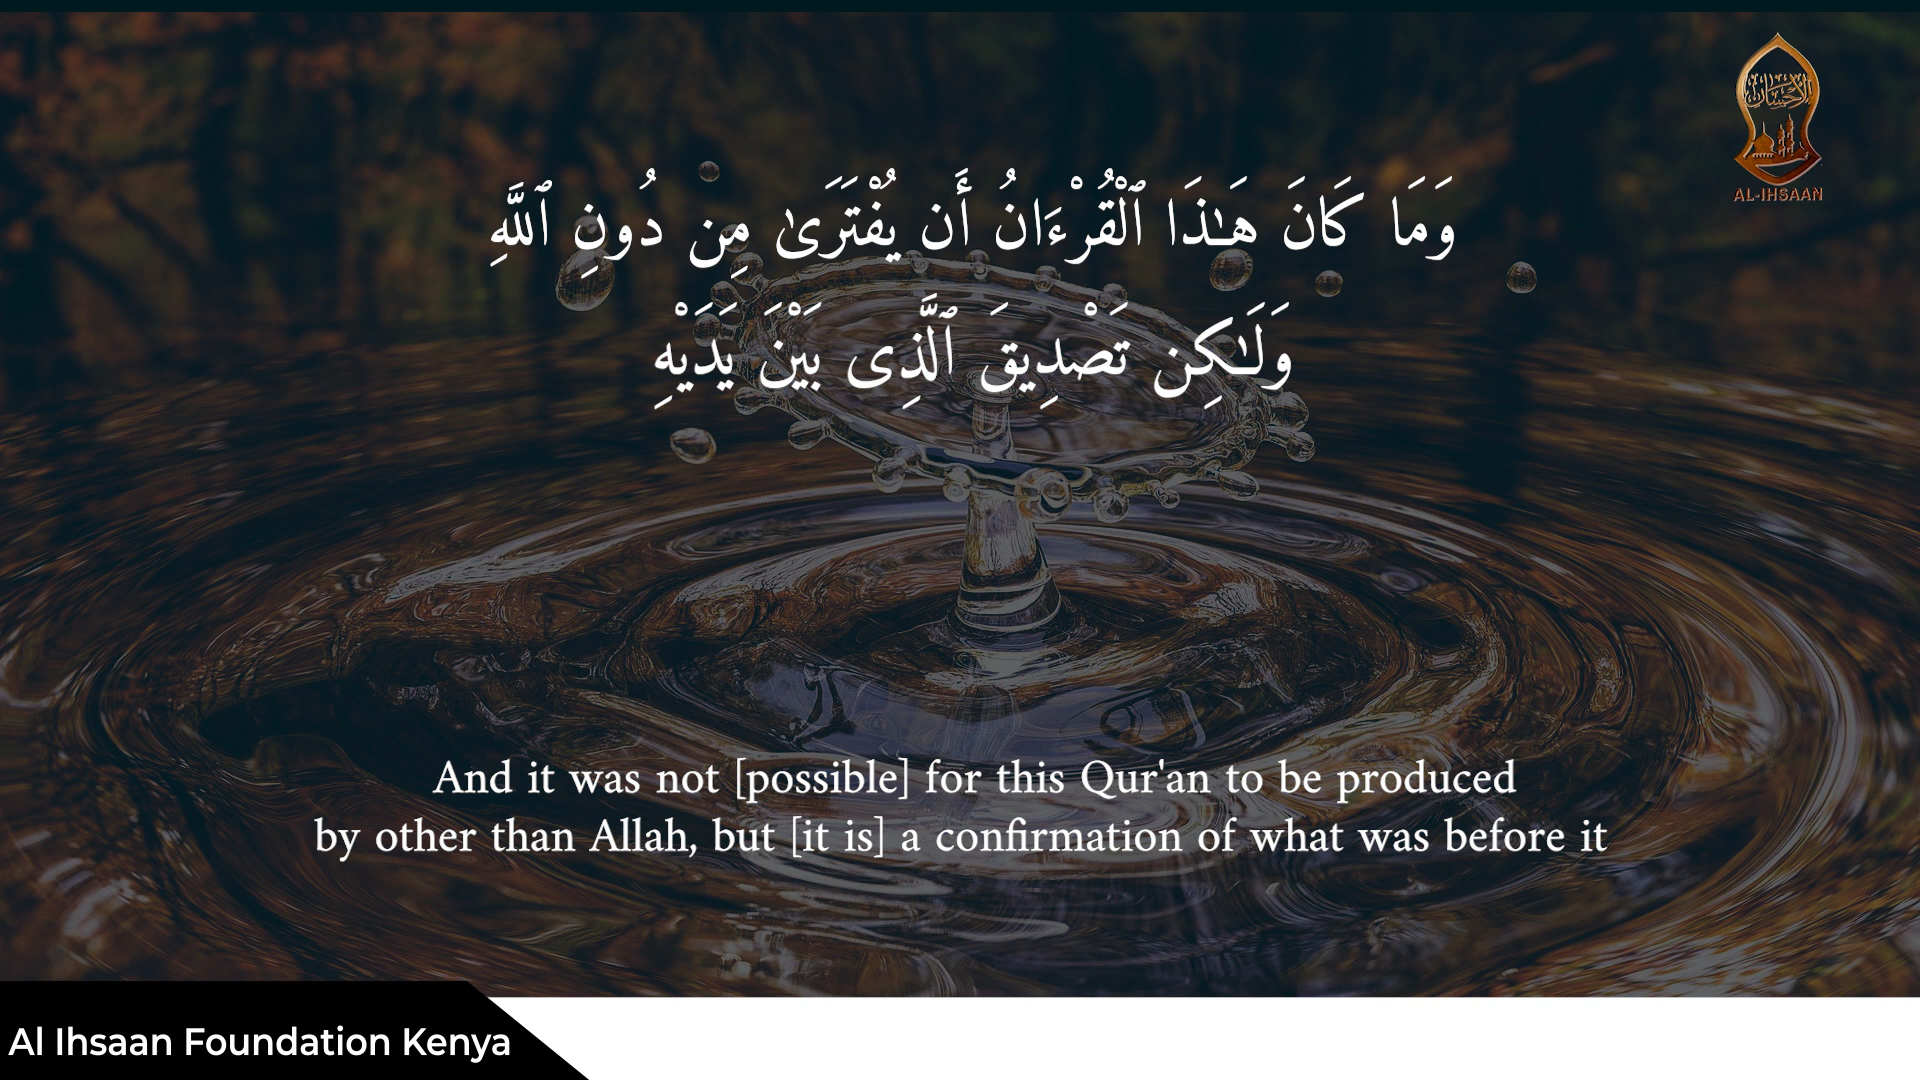 الإحسان
AL-IHSAAN
وَمَا كَانَ هَـٰذَا ٱلْقُرْءَانُ أَن يُفْتَرَىٰ مِن دُونِ ٱللَّهِ
وَلَـٰكِن تَصْدِيقَ ٱلَّذِى بَيْنَ يَدَيْهِ
And it was not [possible] for this Qur'an to be produced
by other than Allah, but [it is] a confirmation of what was before it
Al Ihsaan Foundation Kenya